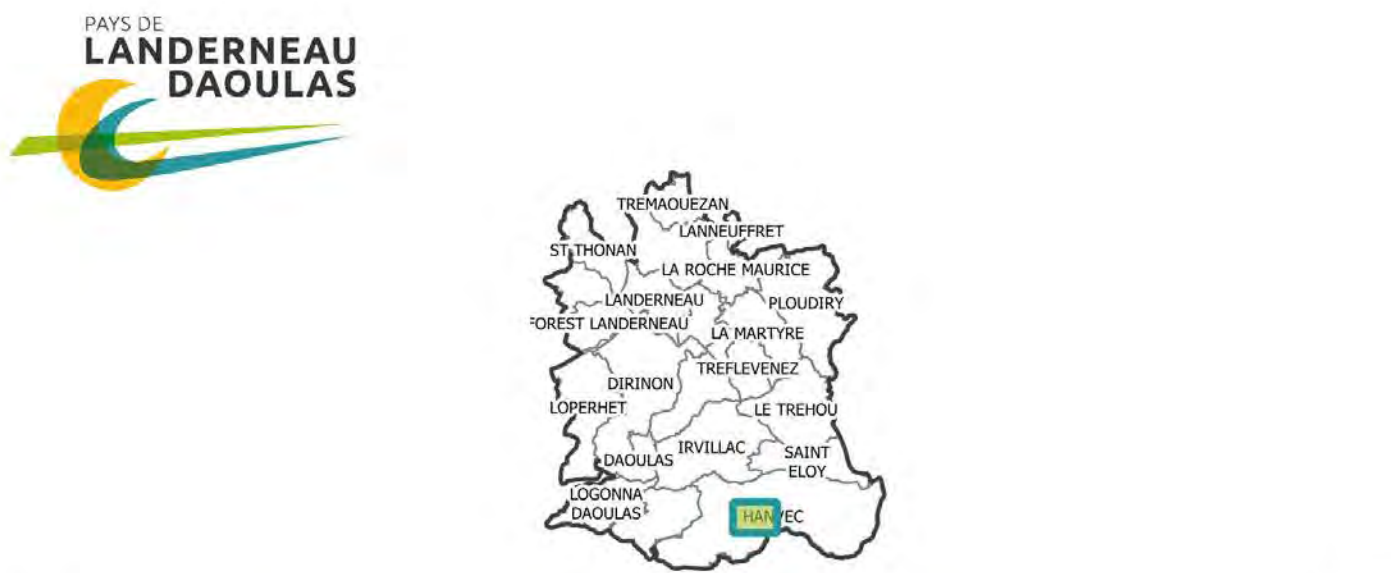 PAYS DE
LANDERNEAU
DAOULAS
TREMAOUEZAN
LANNEUFFRET
ST THONAN
LA ROCHE MAURICE
LANDERNEAU
PLOUDIRY
FOREST LANDERNEAU
LA MARTYRE
TREFLEVENEZ
DIRINON
LOPERHET
LE TREHOU
IRVILLAC
DAOULAS
SAINT
ELOY
LOGONNA
DAOULAS
HANVEC